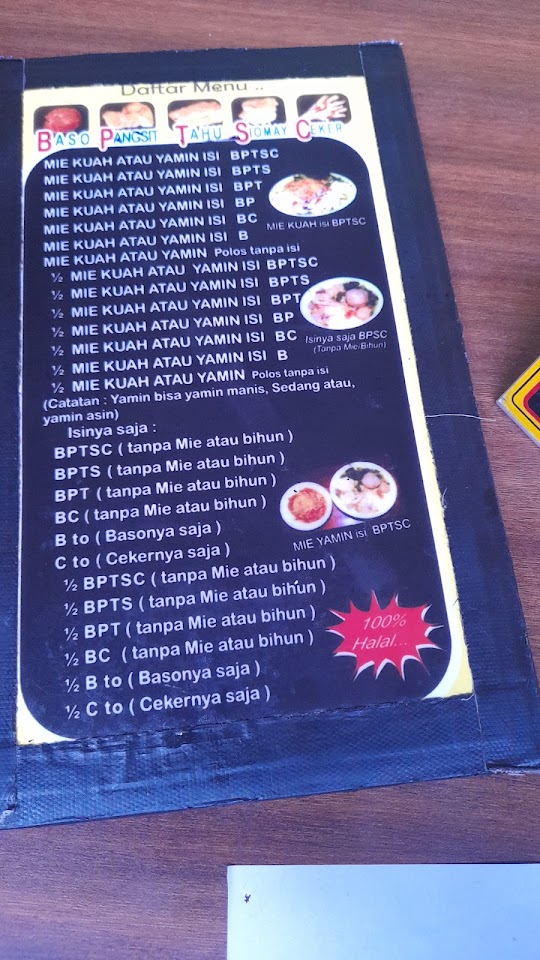 Daftar Menu ..
BASO PANGSIT TAHU SIOMAY CEKER
MIE KUAH ATAU YAMIN ISI BPTSC
MIE KUAH ATAU YAMIN ISI BPTS
MIE KUAH ATAU YAMIN ISI BPT
MIE KUAH ATAU YAMIN ISI BP
MIE KUAH ATAU YAMIN ISI BC
MIE KUAH ATAU YAMIN ISI B
MIE KUAH ATAU YAMIN Polos tanpa isi
MIE KUAH isi BPTSC
½ MIE KUAH ATAU YAMIN ISI BPTSC
½ MIE KUAH ATAU YAMIN ISI BPTS
½ MIE KUAH ATAU YAMIN ISI BPT
½ MIE KUAH ATAU YAMIN ISI BP
½ MIE KUAH ATAU YAMIN ISI BC
½ MIE KUAH ATAU YAMIN ISI B
½ MIE KUAH ATAU YAMIN Polos tanpa isi
Isinya saja BPSC
(Tanpa Mie/Bihun)
(Catatan : Yamin bisa yamin manis, Sedang atau,
yamin asin)
Isinya saja :
BPTSC ( tanpa Mie atau bihun )
BPTS ( tanpa Mie atau bihun )
BPT ( tanpa Mie atau bihun )
BC ( tanpa Mie atau bihun )
B to ( Basonya saja )
C to ( Cekernya saja )
MIE YAMIN isi BPTSC
½ BPTSC ( tanpa Mie atau bihun )
½ BPTS ( tanpa Mie atau bihun )
½ BPT ( tanpa Mie atau bihun )
½ BC ( tanpa Mie atau bihun )
½ B to ( Basonya saja )
½ C to ( Cekernya saja )
100%
Halal...